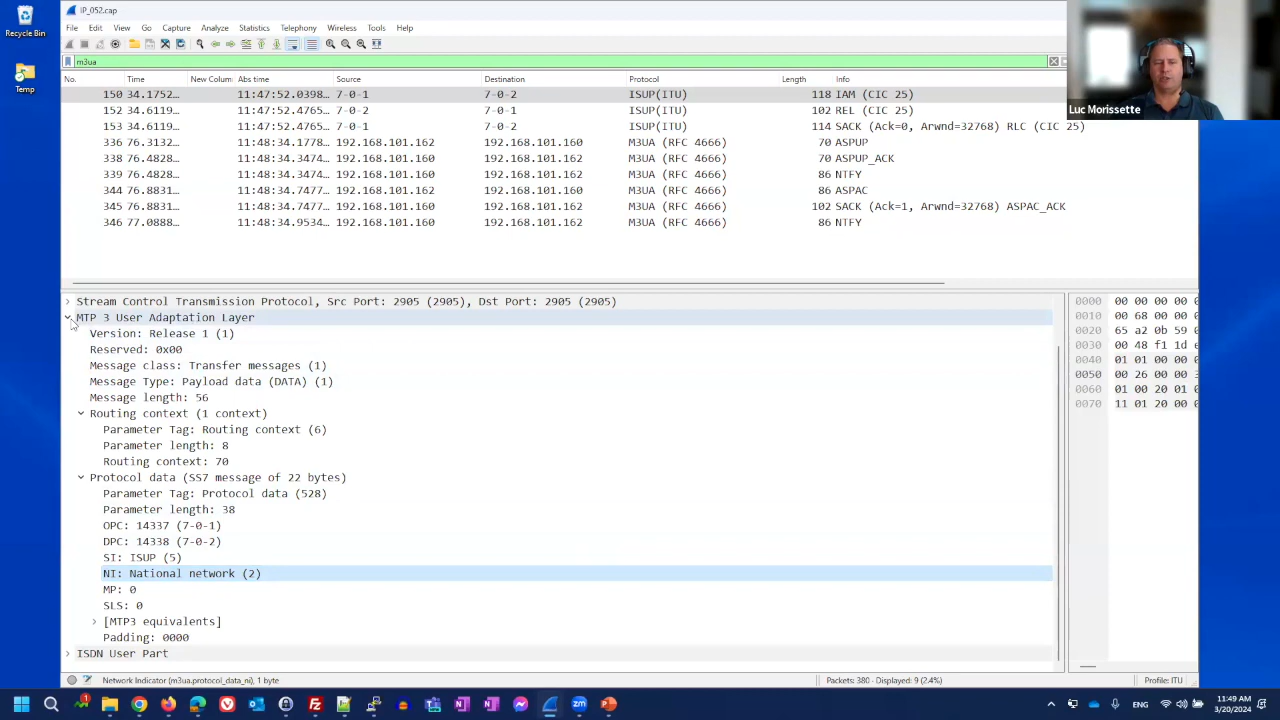 Recycle Bin
Temp
IP_052.cap
File Edit View Go Capture Analyze Statistics Telephony Wireless Tools Help
m3ua
No. Time New Colum Abs time Source Destination Protocol Length Info
150 34.1752… 11:47:52.0398… 7-0-1 7-0-2 ISUP(ITU) 118 IAM (CIC 25)
152 34.6119… 11:47:52.4765… 7-0-2 7-0-1 ISUP(ITU) 102 REL (CIC 25)
153 34.6119… 11:47:52.4765… 7-0-1 7-0-2 ISUP(ITU) 114 SACK (Ack=0, Arwnd=32768) RLC (CIC 25)
336 76.3132… 11:48:34.1778… 192.168.101.162 192.168.101.160 M3UA (RFC 4666) 70 ASPUP
338 76.4828… 11:48:34.3474… 192.168.101.160 192.168.101.162 M3UA (RFC 4666) 70 ASPUP_ACK
339 76.4828… 11:48:34.3474… 192.168.101.160 192.168.101.162 M3UA (RFC 4666) 86 NTFY
344 76.8831… 11:48:34.7477… 192.168.101.162 192.168.101.160 M3UA (RFC 4666) 86 ASPAC
345 76.8831… 11:48:34.7477… 192.168.101.160 192.168.101.162 M3UA (RFC 4666) 102 SACK (Ack=1, Arwnd=32768) ASPAC_ACK
346 77.0888… 11:48:34.9534… 192.168.101.160 192.168.101.162 M3UA (RFC 4666) 86 NTFY
Luc Morissette
Stream Control Transmission Protocol, Src Port: 2905 (2905), Dst Port: 2905 (2905)
MTP 3 User Adaptation Layer
Version: Release 1 (1)
Reserved: 0x00
Message class: Transfer messages (1)
Message Type: Payload data (DATA) (1)
Message length: 56
Routing context (1 context)
Parameter Tag: Routing context (6)
Parameter length: 8
Routing context: 70
Protocol data (SS7 message of 22 bytes)
Parameter Tag: Protocol data (528)
Parameter length: 38
OPC: 14337 (7-0-1)
DPC: 14338 (7-0-2)
SI: ISUP (5)
NI: National network (2)
MP: 0
SLS: 0
[MTP3 equivalents]
Padding: 0000
ISDN User Part
0000 00 00 00 0
0010 00 68 00 0
0020 65 a2 0b 59
0030 00 48 f1 1d
0040 01 01 00 00
0050 00 26 00 00
0060 01 00 20 01
0070 11 01 20 00
Network Indicator (m3ua.protocol_data_ni), 1 byte
Packets: 380 · Displayed: 9 (2.4%)
Profile: ITU
ENG
11:49 AM
3/20/2024